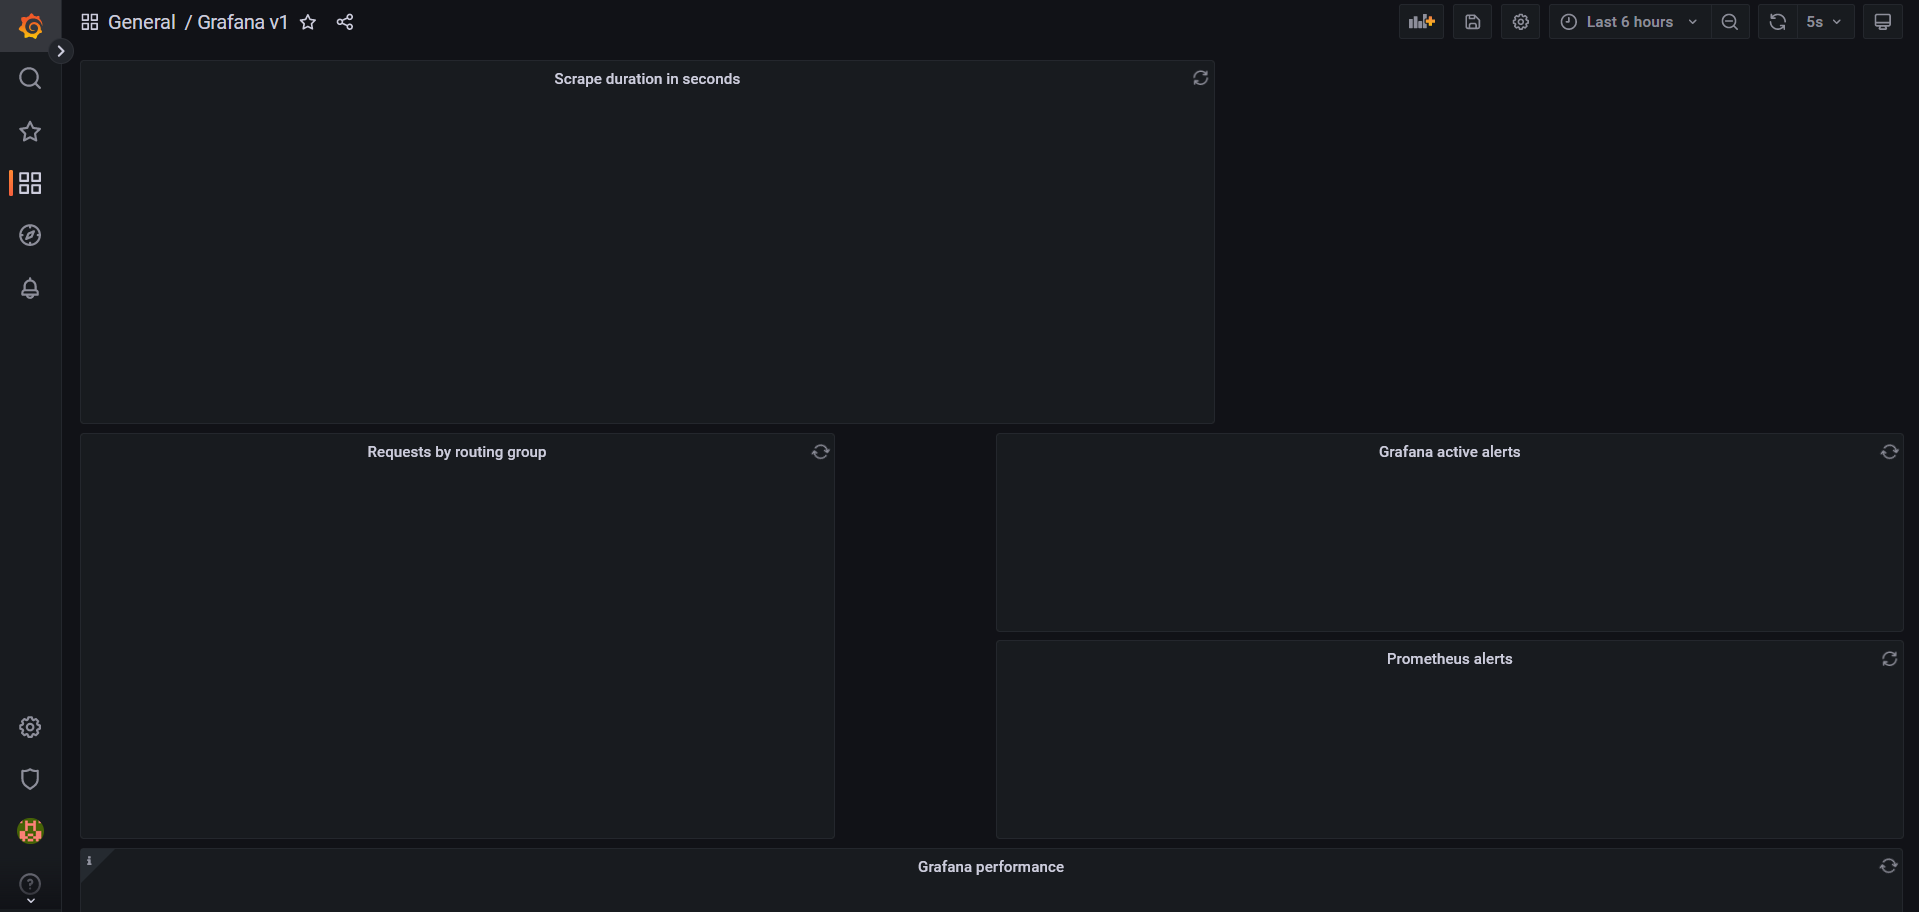 General / Grafana v1
Last 6 hours
5s
Scrape duration in seconds
Requests by routing group
Grafana active alerts
Prometheus alerts
Grafana performance